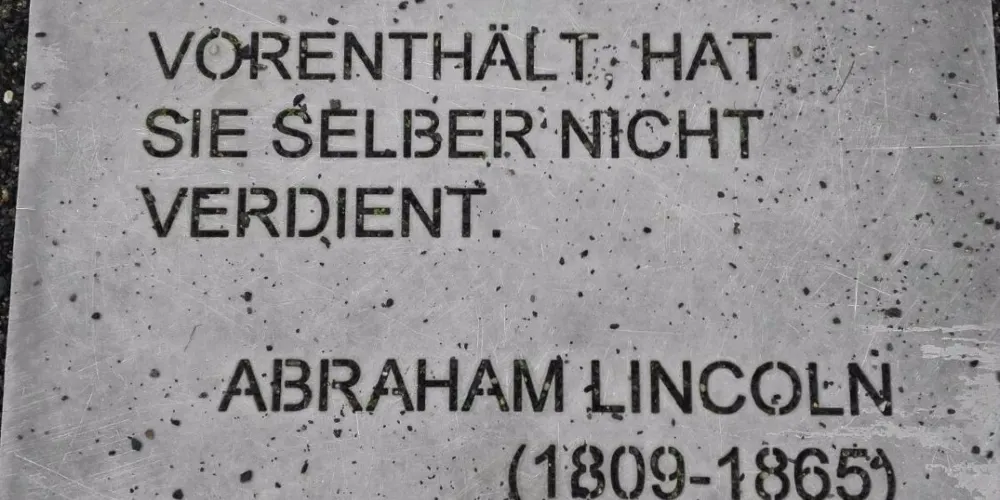 VORENTHÄLT, HAT
SIE SELBER NICHT
VERDIENT.
ABRAHAM LINCOLN
(1809-1865)